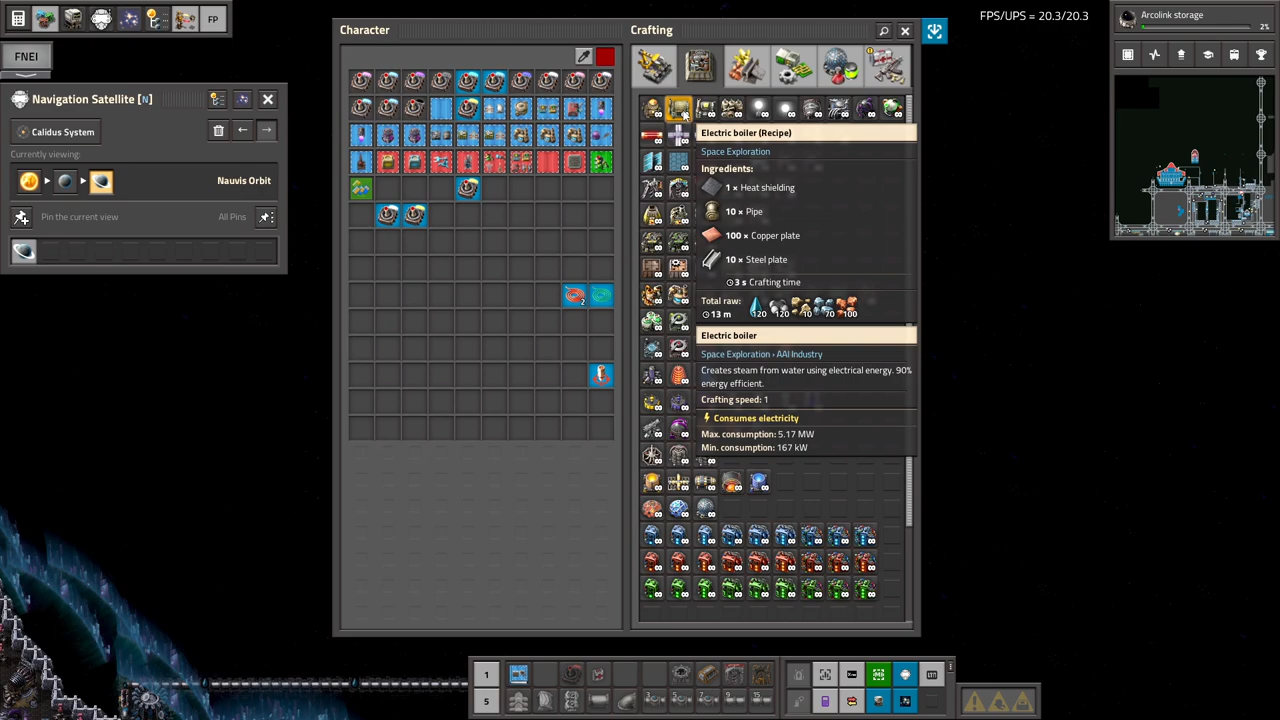 FP
FNEI
Navigation Satellite [N]
Calidus System
Currently viewing:
Nauvis Orbit
Pin the current view
All Pins
Character
Crafting
FPS/UPS = 20.3/20.3
Arcolink storage
2%
Electric boiler (Recipe)
Space Exploration
Ingredients:
1 × Heat shielding
10 × Pipe
100 × Copper plate
10 × Steel plate
3 s Crafting time
Total raw:
13 m
120 120 10 70 100
Electric boiler
Space Exploration › AAI Industry
Creates steam from water using electrical energy. 90%
energy efficient.
Crafting speed: 1
Consumes electricity
Max. consumption: 5.17 MW
Min. consumption: 167 kW
2
1
5